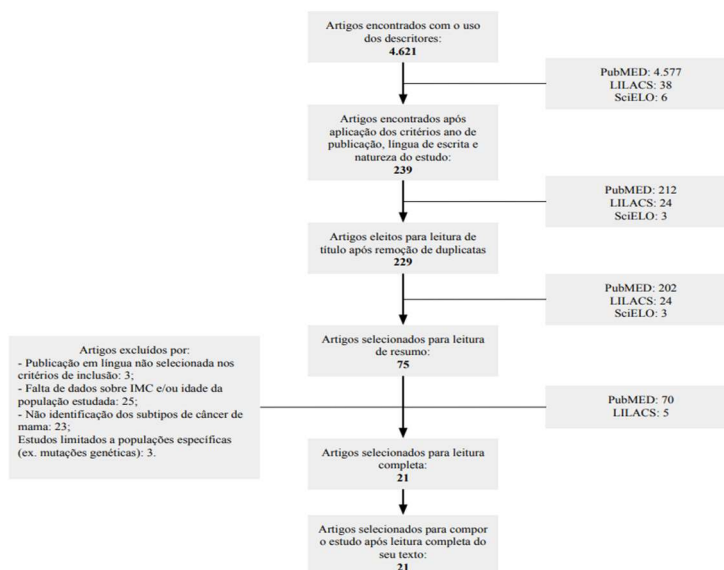 Artigos encontrados com o uso
dos descritores:
4.621
PubMED: 4.577
LILACS: 38
SciELO: 6
Artigos encontrados após
aplicação dos critérios ano de
publicação, língua de escrita e
natureza do estudo:
239
PubMED: 212
LILACS: 24
SciELO: 3
Artigos eleitos para leitura de
título após remoção de duplicatas
229
PubMED: 202
LILACS: 24
SciELO: 3
Artigos selecionados para leitura
de resumo:
75
Artigos excluídos por:
- Publicação em língua não selecionada nos
critérios de inclusão: 3;
- Falta de dados sobre IMC e/ou idade da
população estudada: 25;
- Não identificação dos subtipos de câncer de
mama: 23;
Estudos limitados a populações específicas
(ex. mutações genéticas): 3.
PubMED: 70
LILACS: 5
Artigos selecionados para leitura
completa:
21
Artigos selecionados para compor
o estudo após leitura completa do
seu texto:
21